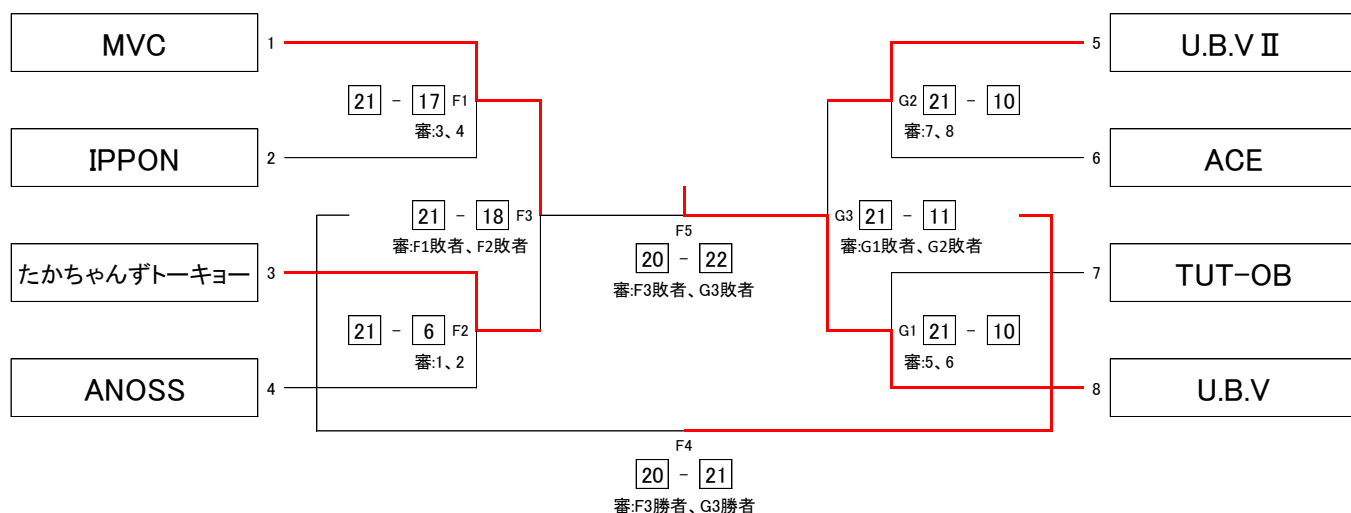 MVC 1 5 U.B.V Ⅱ
21 - 17 F1 G2 21 - 10
審:3、4 審:7、8
IPPON 2 6 ACE
21 - 18 F3 G3 21 - 11
F5
審:F1敗者、F2敗者 審:G1敗者、G2敗者
20 - 22
たかちゃんずトーキョー 3 7 TUT-OB
審:F3敗者、G3敗者
21 - 6 F2 G1 21 - 10
審:1、2 審:5、6
ANOSS 4 8 U.B.V
F4
20 - 21
審:F3勝者、G3勝者